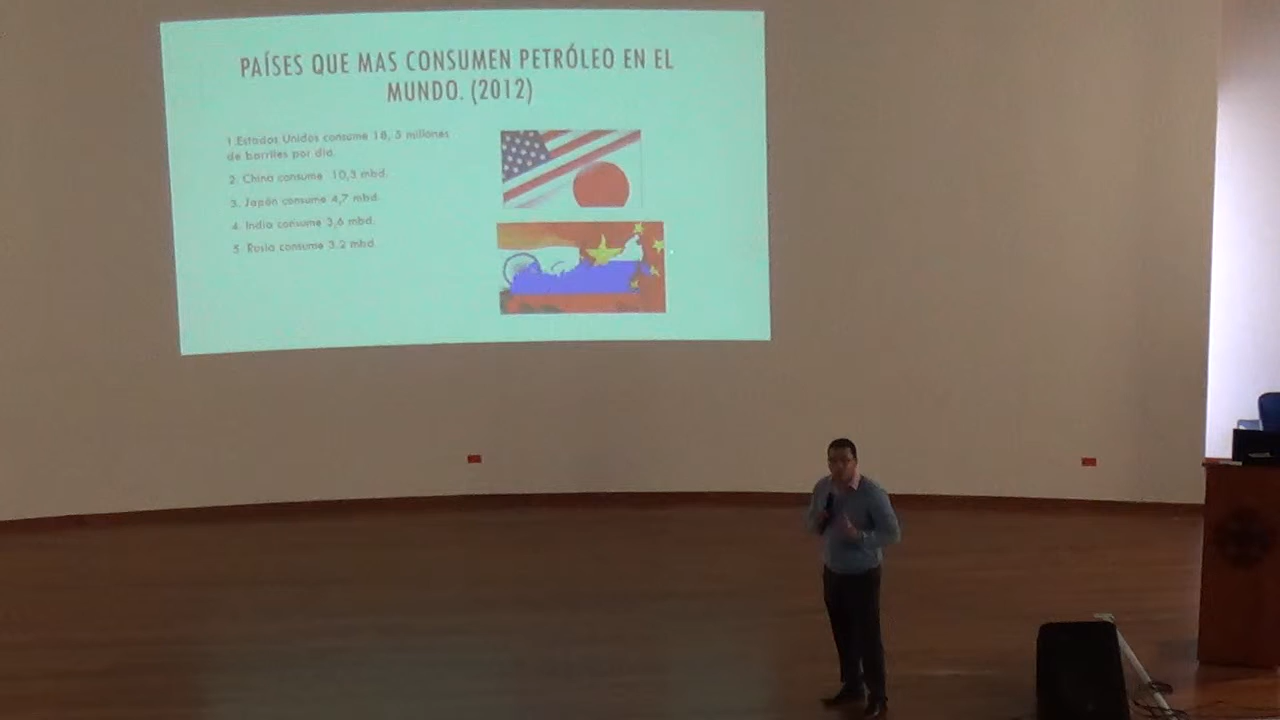 PAÍSES QUE MAS CONSUMEN PETRÓLEO EN EL
MUNDO. (2012)
1.Estados Unidos consume 18, 5 millones
de barriles por dia.
2. China consume 10,3 mbd.
3. Japón consume 4,7 mbd.
4. India consume 3,6 mbd.
5. Rusia consume 3.2 mbd.